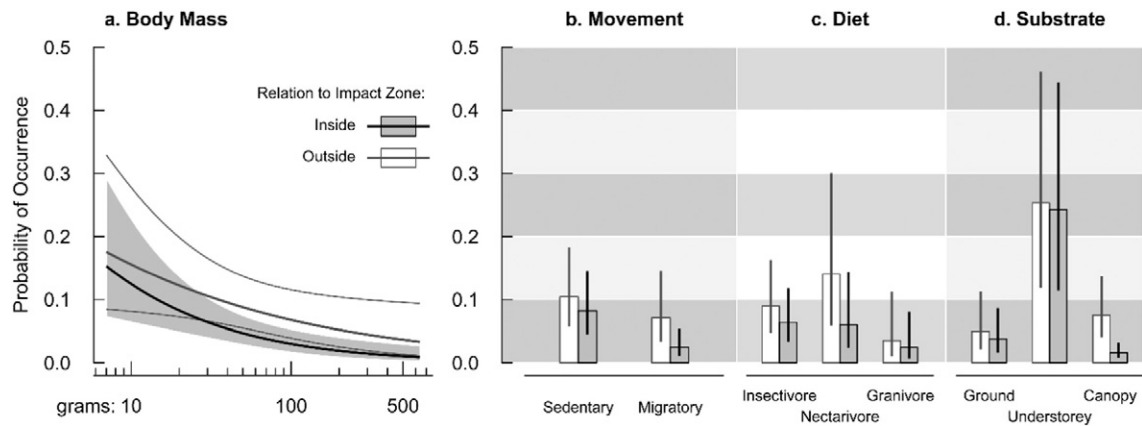 a. Body Mass
b. Movement
c. Diet
d. Substrate
Probability of Occurrence
0.5
0.4
0.3
0.2
0.1
0.0
Relation to Impact Zone:
Inside
Outside
grams: 10 100 500
0.5
0.4
0.3
0.2
0.1
0.0
Sedentary Migratory
Insectivore Granivore
Nectarivore
Ground Canopy
Understorey